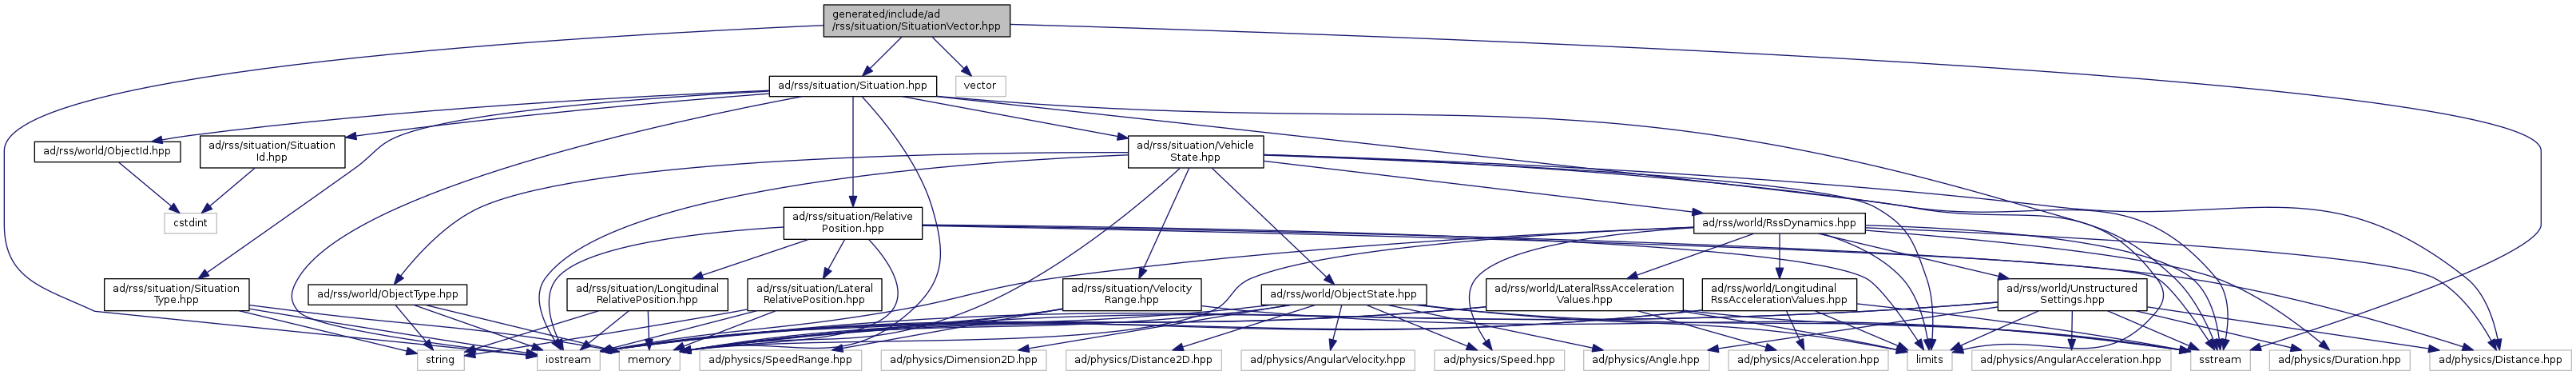 generated/include/ad
/rss/situation/SituationVector.hpp
ad/rss/situation/Situation.hpp
vector
ad/rss/world/ObjectId.hpp
ad/rss/situation/Situation
Id.hpp
ad/rss/situation/Vehicle
State.hpp
cstdint
ad/rss/situation/Relative
Position.hpp
ad/rss/world/RssDynamics.hpp
ad/rss/situation/Situation
Type.hpp
ad/rss/world/ObjectType.hpp
ad/rss/situation/Longitudinal
RelativePosition.hpp
ad/rss/situation/Lateral
RelativePosition.hpp
ad/rss/situation/Velocity
Range.hpp
ad/rss/world/ObjectState.hpp
ad/rss/world/LateralRssAcceleration
Values.hpp
ad/rss/world/Longitudinal
RssAccelerationValues.hpp
ad/rss/world/Unstructured
Settings.hpp
string
iostream
memory
ad/physics/SpeedRange.hpp
ad/physics/Dimension2D.hpp
ad/physics/Distance2D.hpp
ad/physics/AngularVelocity.hpp
ad/physics/Speed.hpp
ad/physics/Angle.hpp
ad/physics/Acceleration.hpp
limits
ad/physics/AngularAcceleration.hpp
sstream
ad/physics/Duration.hpp
ad/physics/Distance.hpp